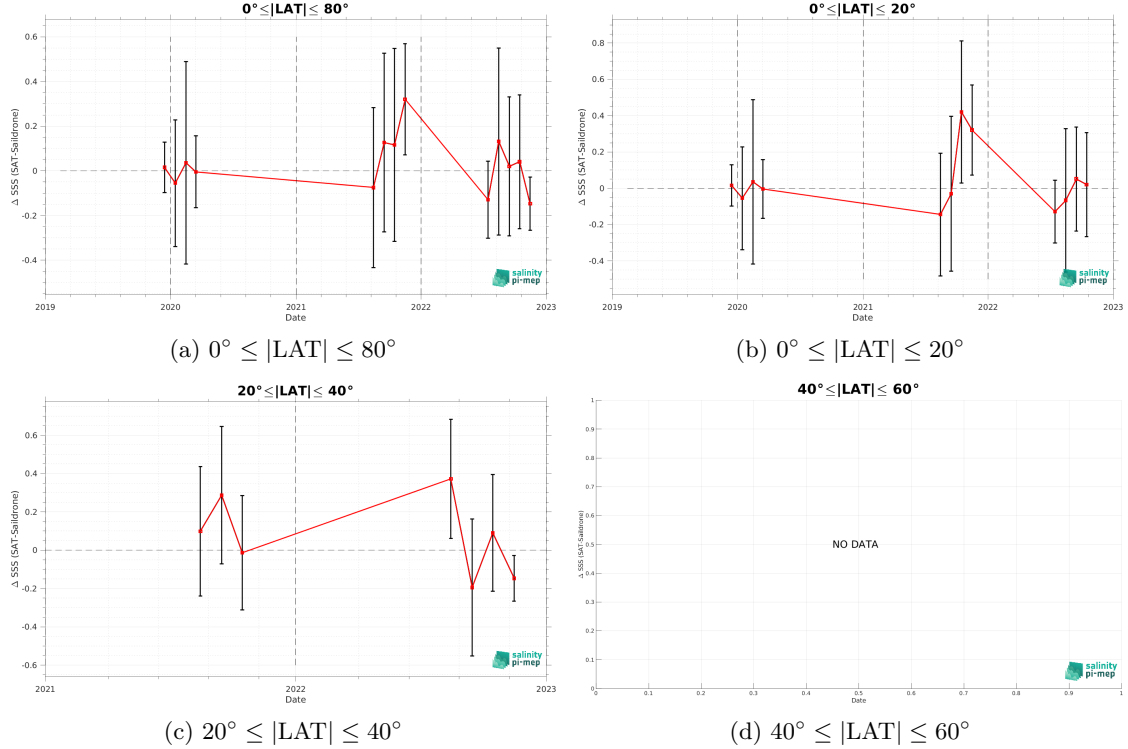 0°≤|LAT|≤ 80°
0.6
0.4
0.2
0
-0.2
-0.4
Δ SSS (SAT-Saildrone)
2019
2020
2021
2022
2023
Date
salinity
pi-mep
(a) 0° ≤ |LAT| ≤ 80°
0°≤|LAT|≤ 20°
0.8
0.6
0.4
0.2
0
-0.2
-0.4
Δ SSS (SAT-Saildrone)
2019
2020
2021
2022
2023
Date
salinity
pi-mep
(b) 0° ≤ |LAT| ≤ 20°
20°≤|LAT|≤ 40°
0.6
0.4
0.2
0
-0.2
-0.4
-0.6
Δ SSS (SAT-Saildrone)
2021
2022
2023
Date
salinity
pi-mep
(c) 20° ≤ |LAT| ≤ 40°
40°≤|LAT|≤ 60°
1
0.9
0.8
0.7
0.6
0.5
0.4
0.3
0.2
0.1
0
Δ SSS (SAT-Saildrone)
NO DATA
0
0.1
0.2
0.3
0.4
0.5
0.6
0.7
0.8
0.9
1
Date
salinity
pi-mep
(d) 40° ≤ |LAT| ≤ 60°